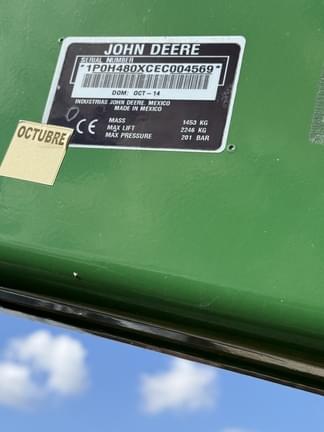 JOHN DEERE
SERIAL NUMBER
*1P0H480XCEC004569*
DOM: OCT-14
INDUSTRIAS JOHN DEERE, MEXICO
MADE IN MEXICO
CE
MASS 1453 KG
MAX LIFT 2246 KG
MAX PRESSURE 201 BAR
OCTUBRE